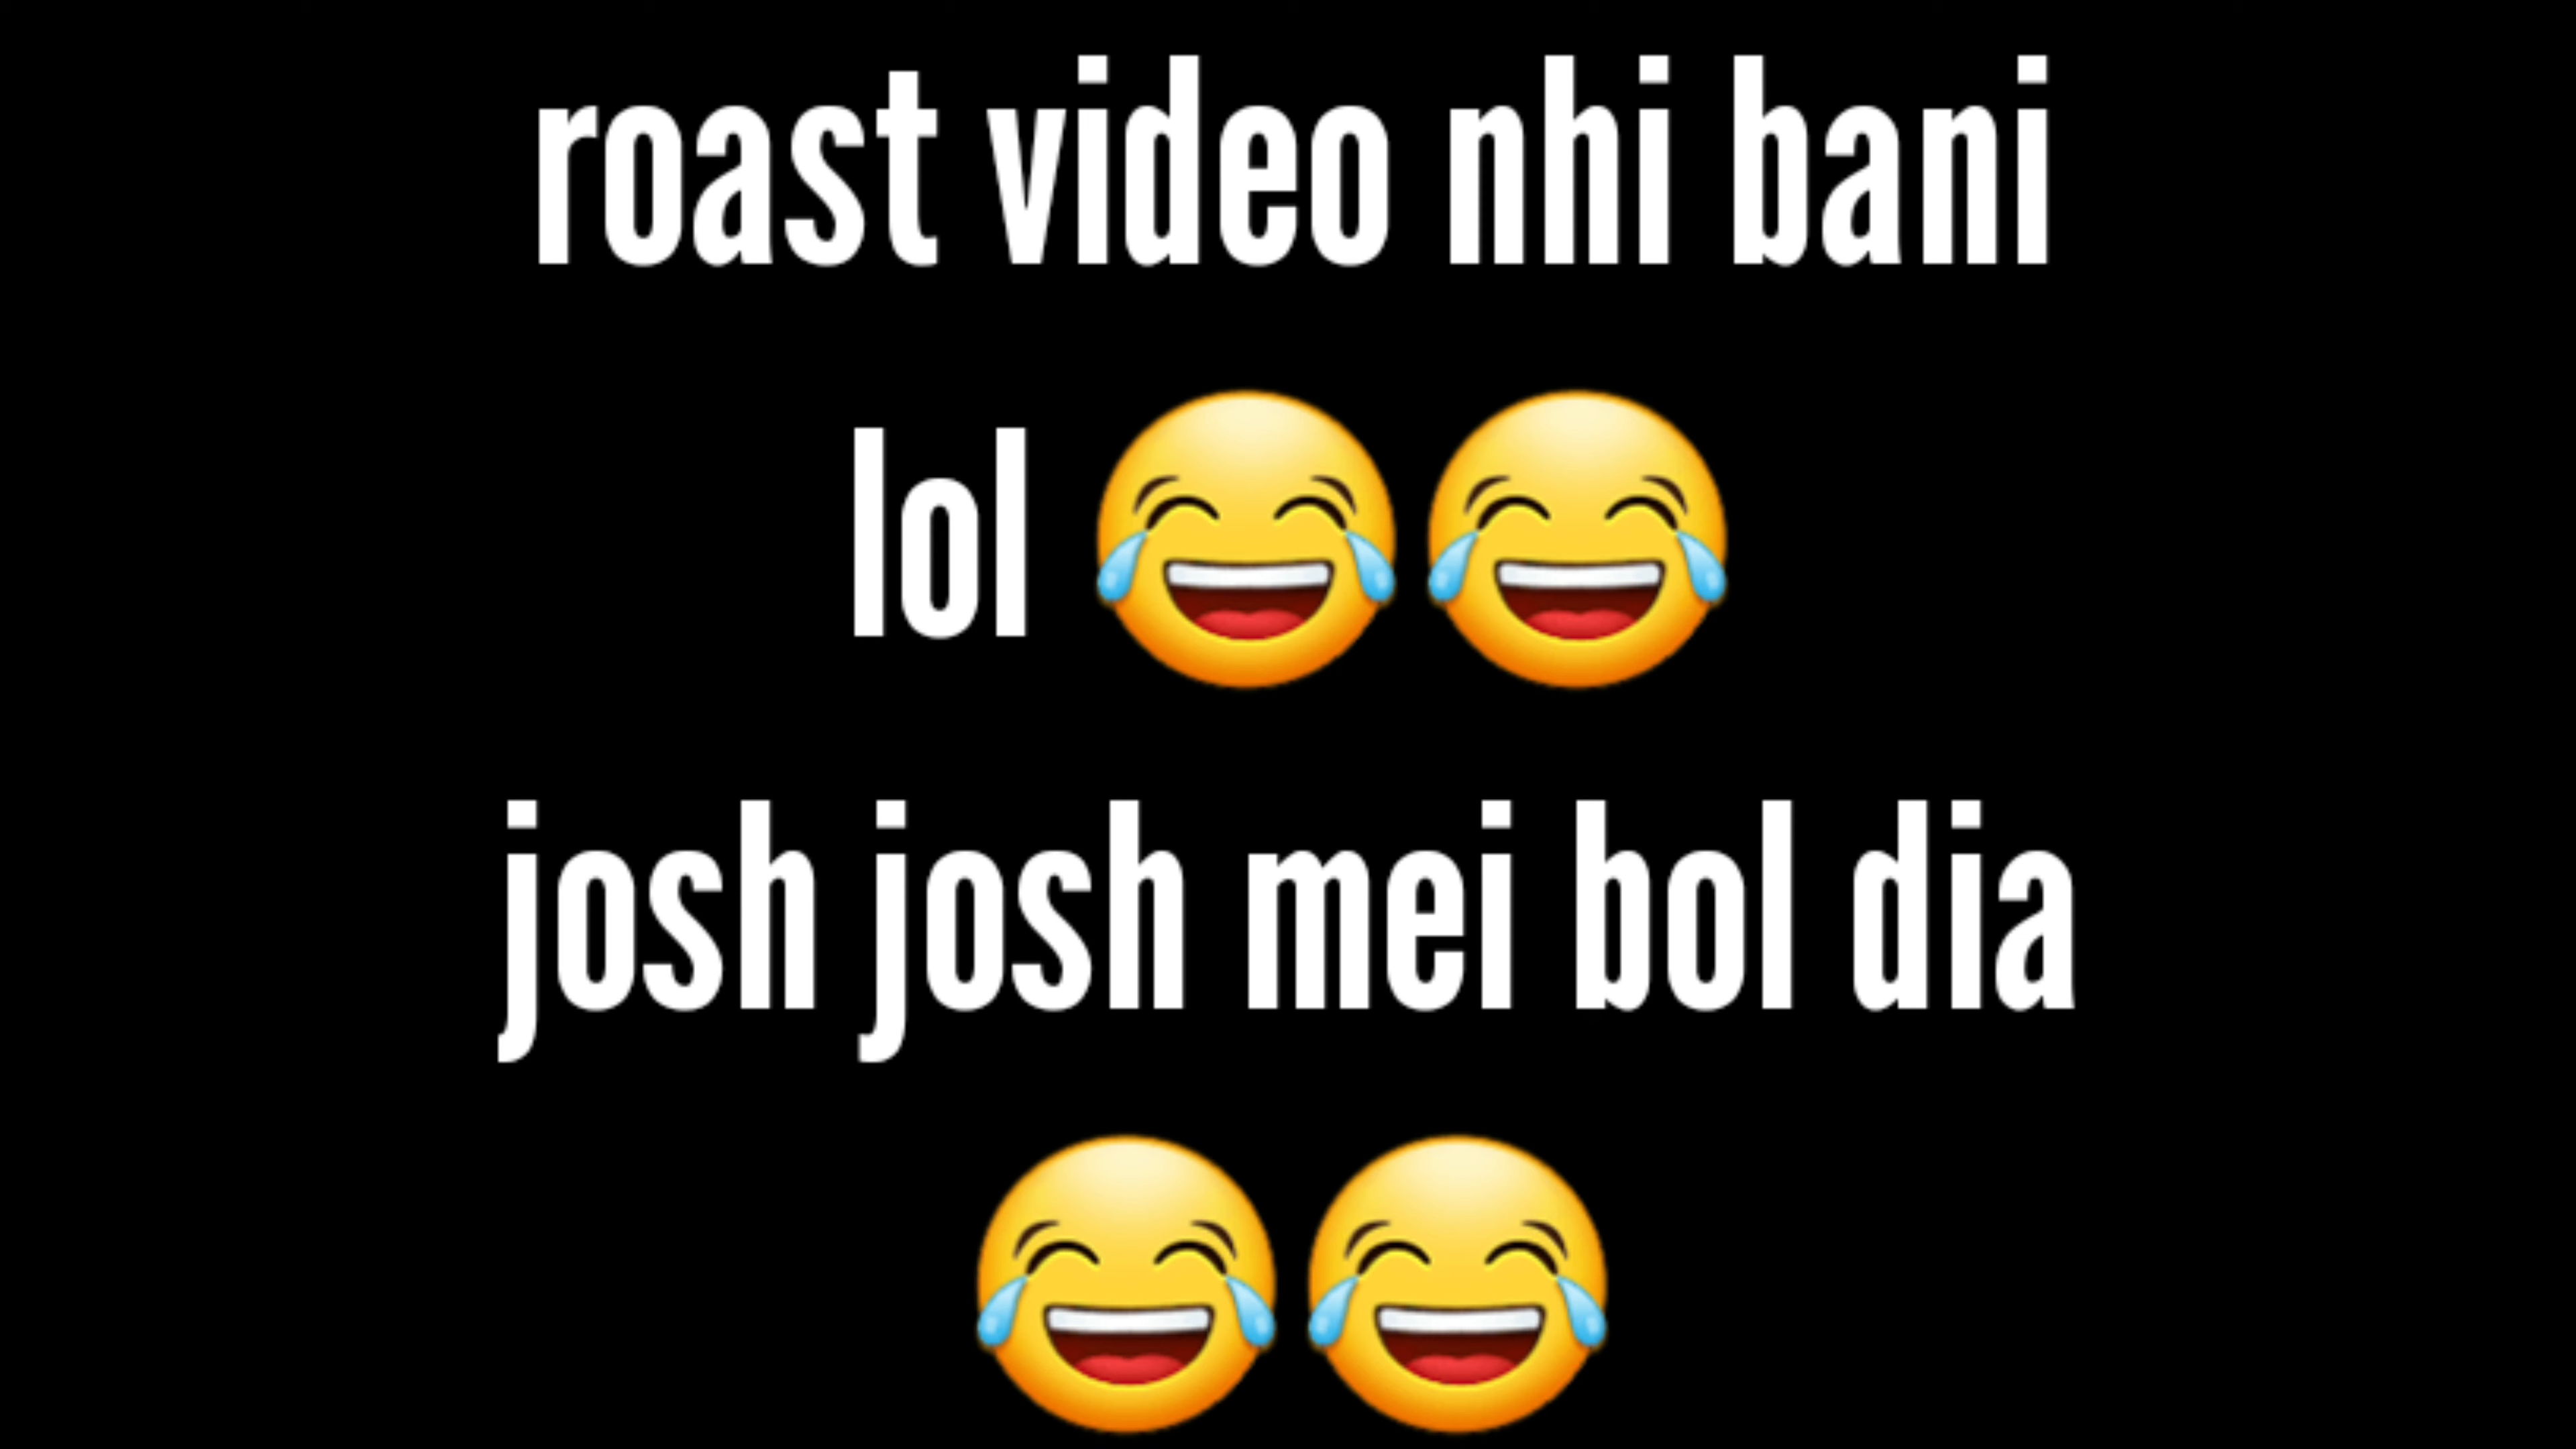 roast video nhi bani
lol 😂😂
josh josh mei bol dia
😂😂